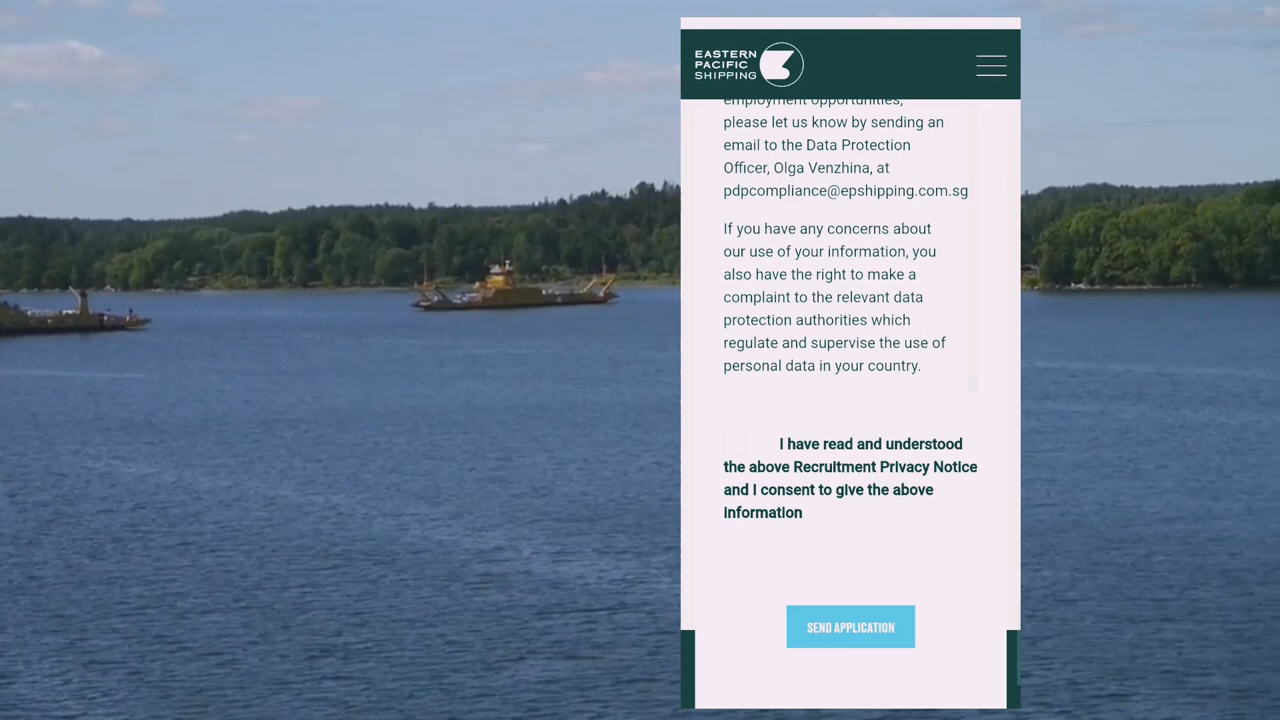 EASTERN
PACIFIC
SHIPPING
employment opportunities,
please let us know by sending an
email to the Data Protection
Officer, Olga Venzhina, at
pdpcompliance@epshipping.com.sg
If you have any concerns about
our use of your information, you
also have the right to make a
complaint to the relevant data
protection authorities which
regulate and supervise the use of
personal data in your country.
I have read and understood
the above Recruitment Privacy Notice
and I consent to give the above
information
SEND APPLICATION